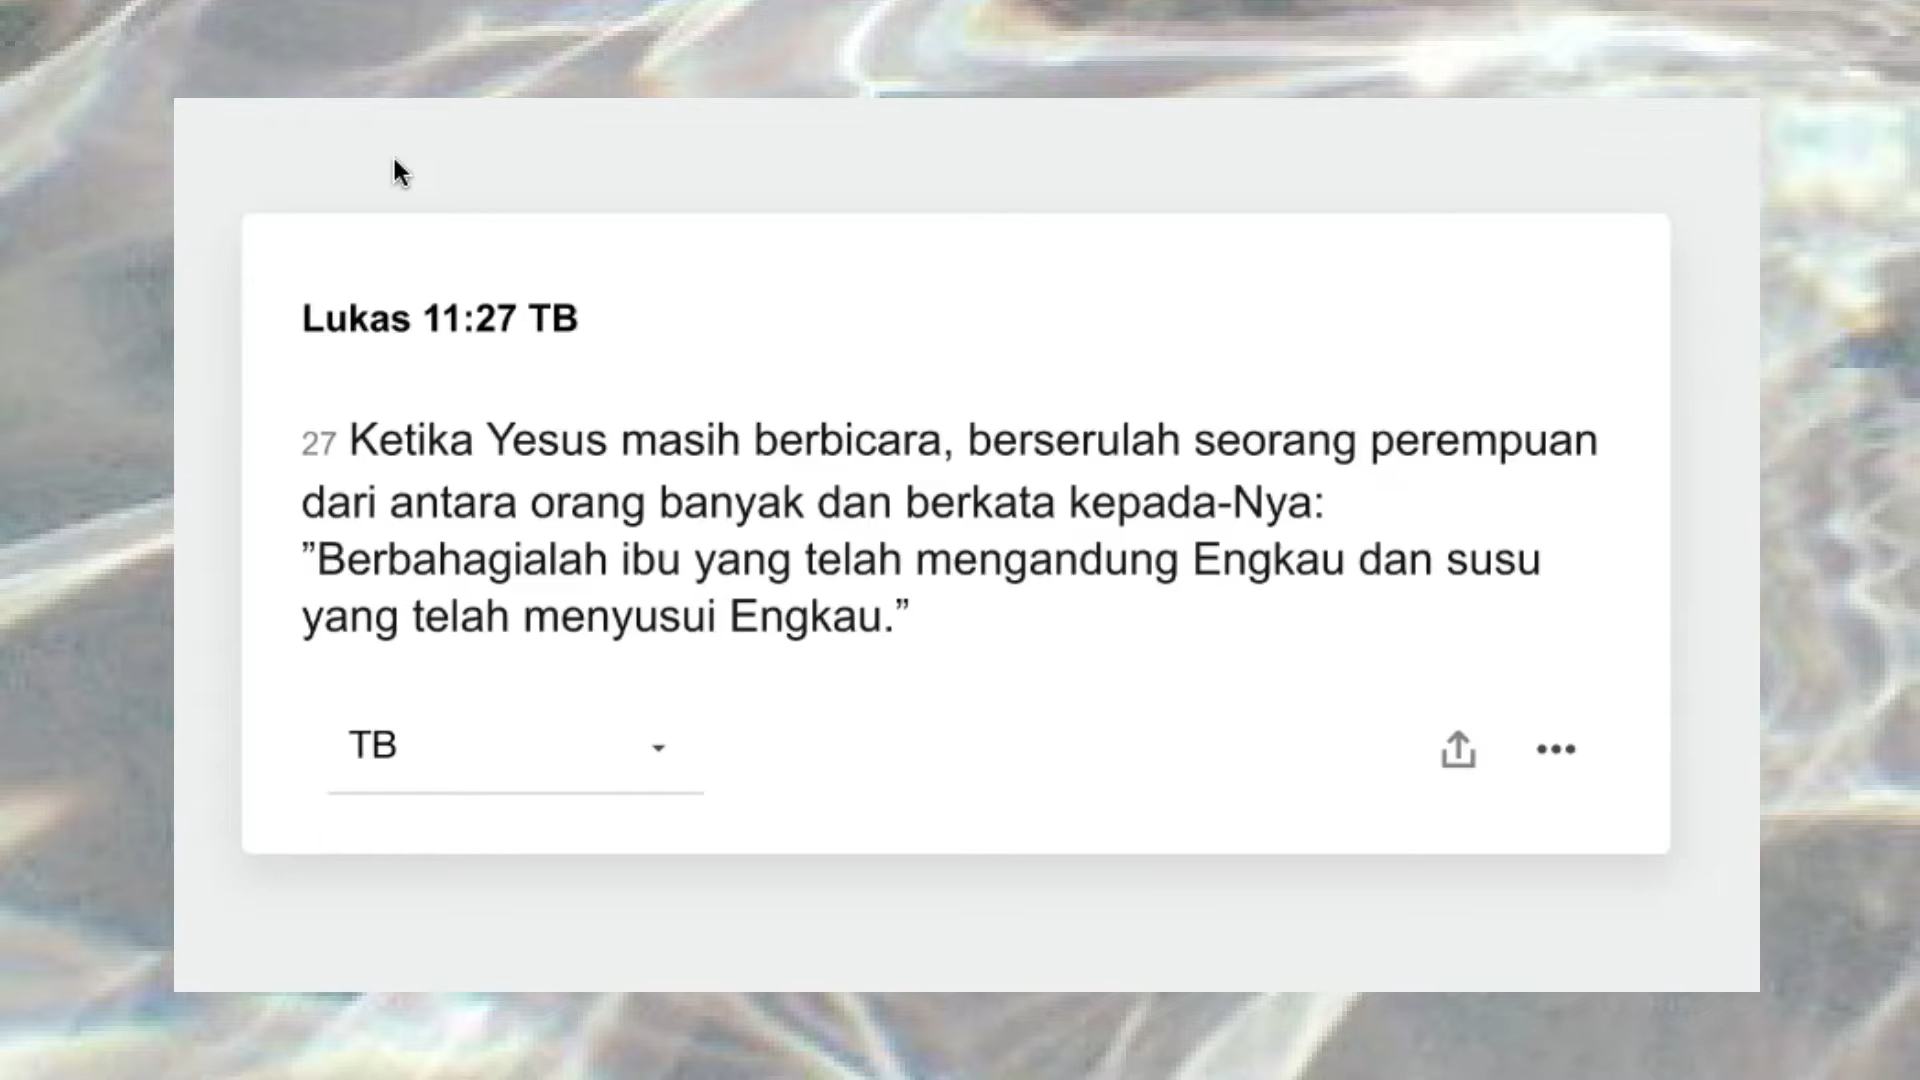 Lukas 11:27 TB
27 Ketika Yesus masih berbicara, berserulah seorang perempuan
dari antara orang banyak dan berkata kepada-Nya:
”Berbahagialah ibu yang telah mengandung Engkau dan susu
yang telah menyusui Engkau.”
TB